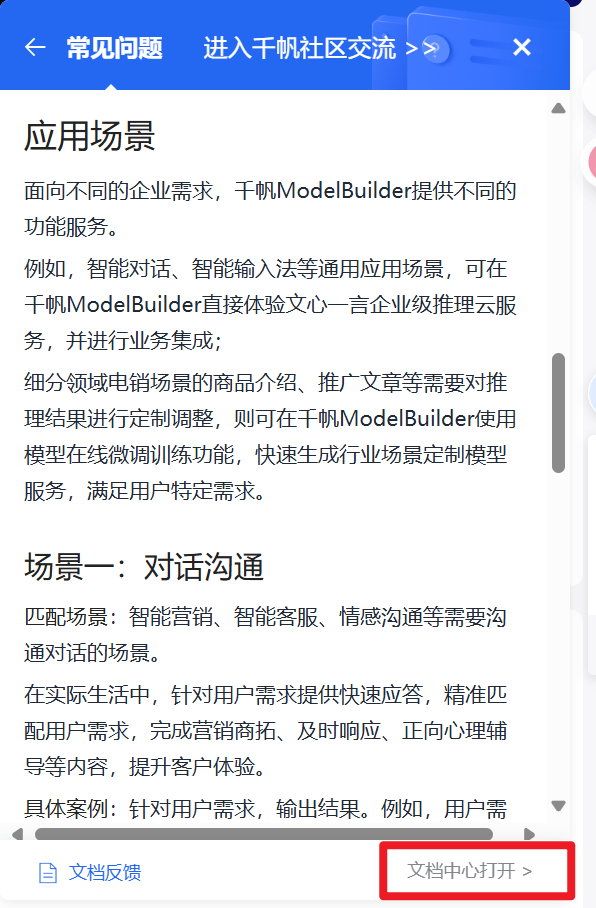 ← 常见问题 进入千帆社区交流 >> ×
应用场景
面向不同的企业需求，千帆ModelBuilder提供不同的
功能服务。
例如，智能对话、智能输入法等通用应用场景，可在
千帆ModelBuilder直接体验文心一言企业级推理云服
务，并进行业务集成；
细分领域电销场景的商品介绍、推广文章等需要对推
理结果进行定制调整，则可在千帆ModelBuilder使用
模型在线微调训练功能，快速生成行业场景定制模型
服务，满足用户特定需求。
场景一：对话沟通
匹配场景：智能营销、智能客服、情感沟通等需要沟
通对话的场景。
在实际生活中，针对用户需求提供快速应答，精准匹
配用户需求，完成营销商拓、及时响应、正向心理辅
导等内容，提升客户体验。
具体案例：针对用户需求，输出结果。例如，用户需
文档反馈 文档中心打开 >